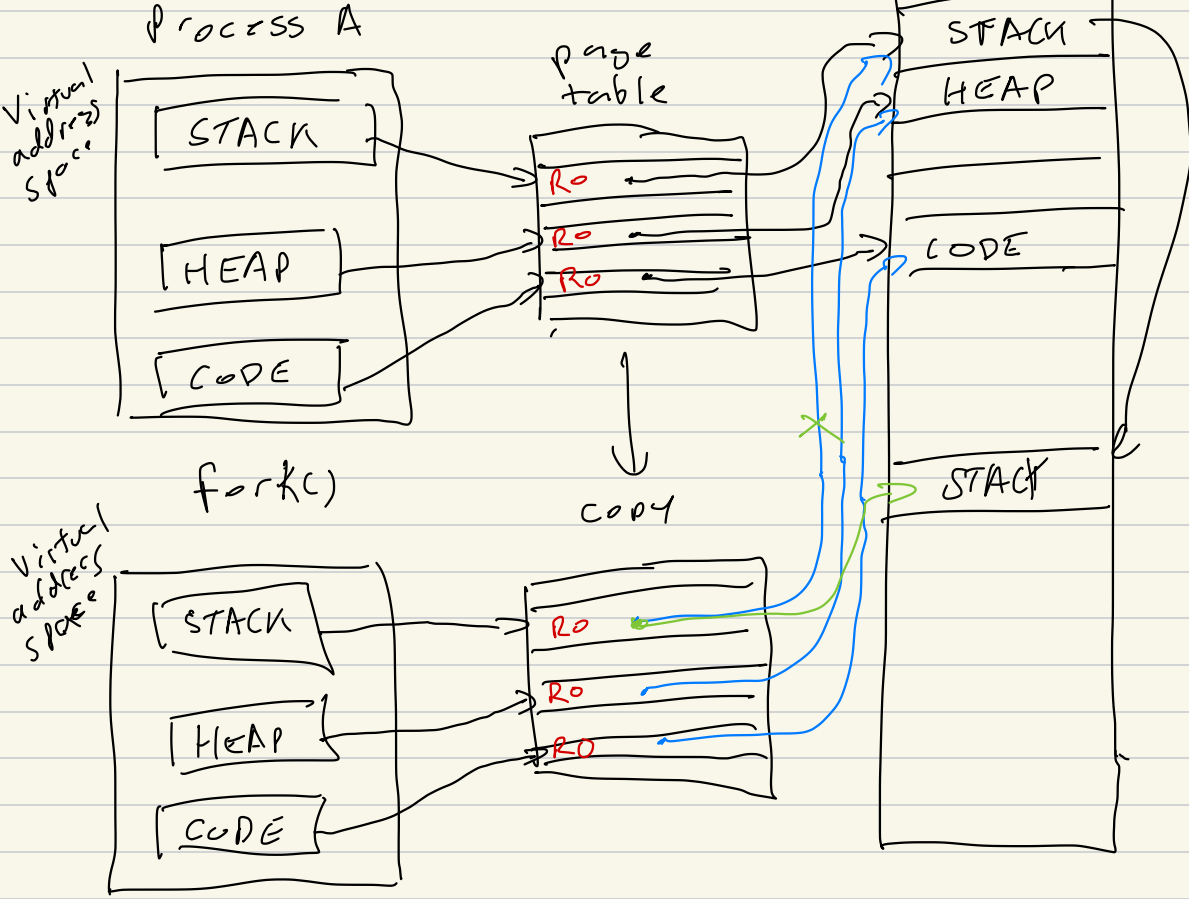 Process A
Virtual
address
space
STACK
HEAP
CODE
page
table
RO
RO
RO
STACK
HEAP
CODE
STACK
fork()
COPY
Virtual
address
space
STACK
HEAP
CODE
RO
RO
RO